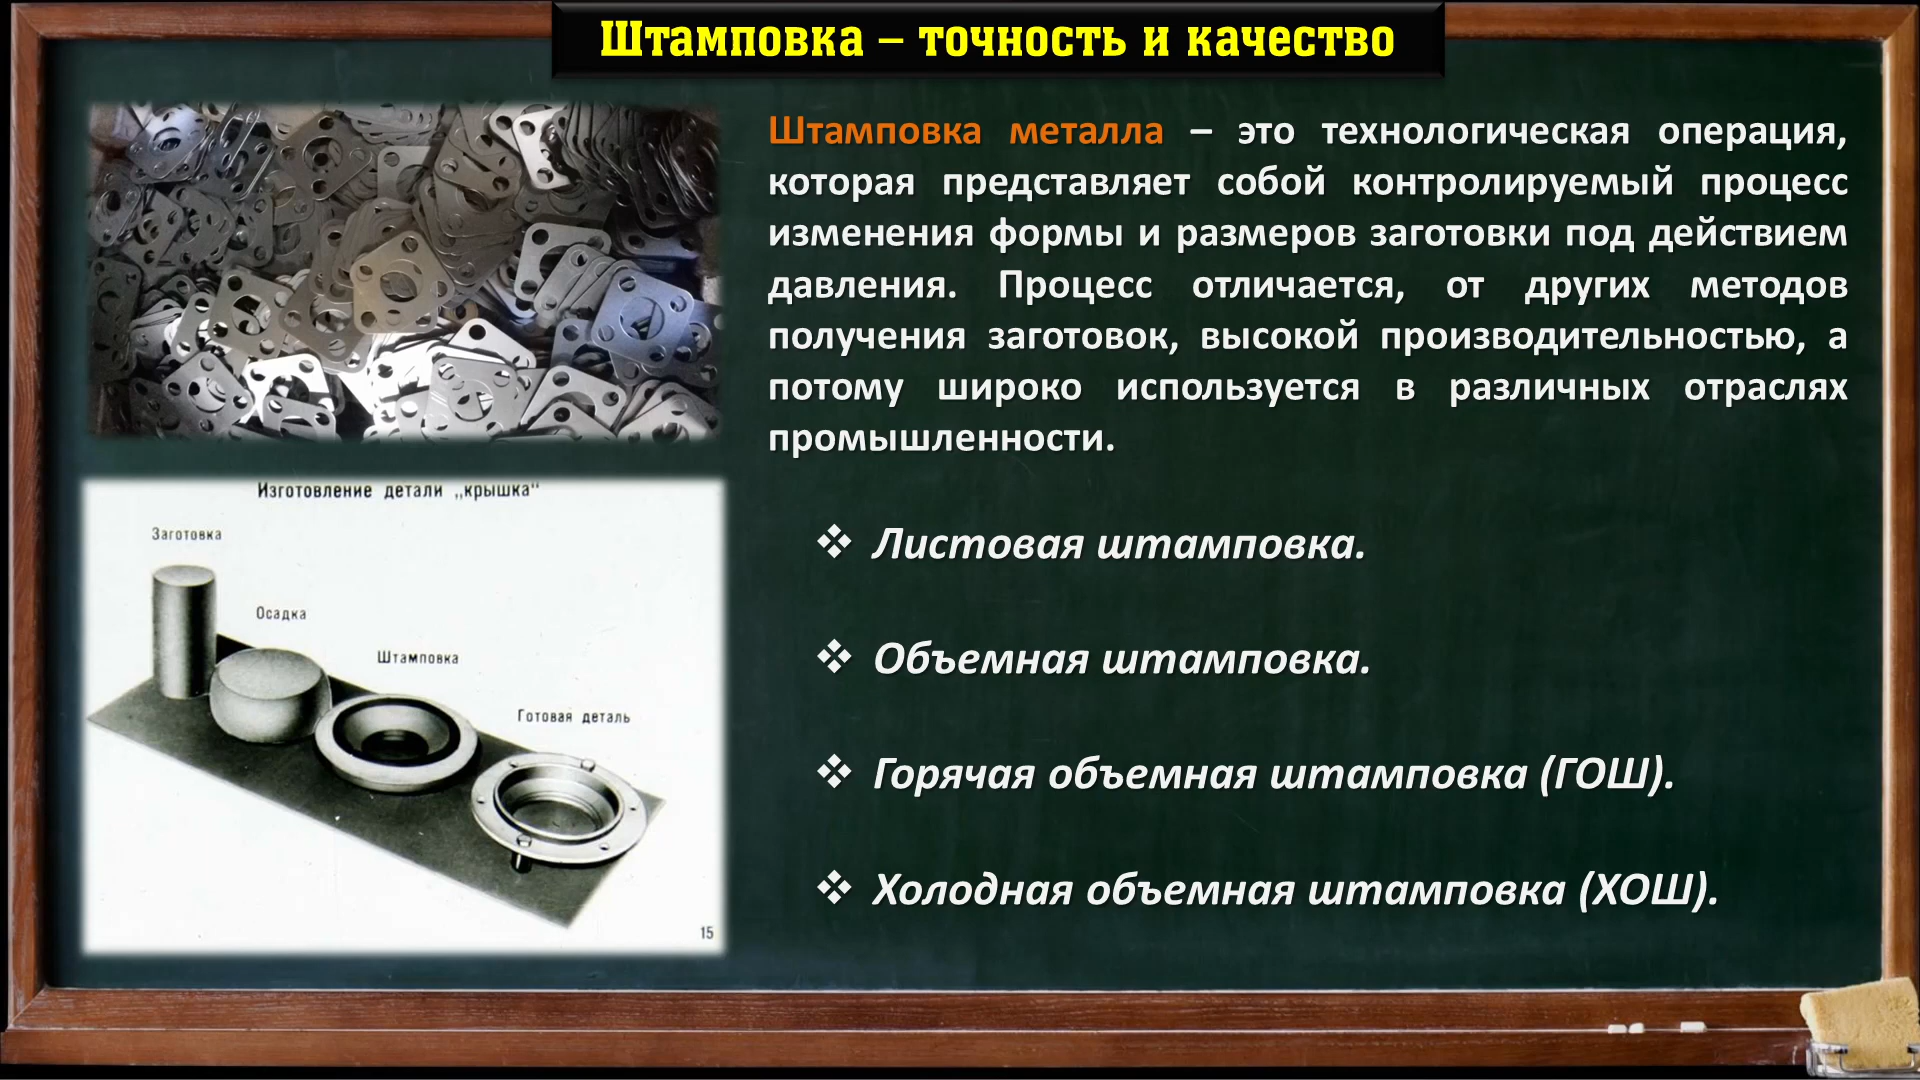 Штамповка – точность и качество
Штамповка металла – это технологическая операция,
которая представляет собой контролируемый процесс
изменения формы и размеров заготовки под действием
давления. Процесс отличается, от других методов
получения заготовок, высокой производительностью, а
потому широко используется в различных отраслях
промышленности.
Изготовление детали „крышка“
Заготовка
Осадка
Штамповка
Готовая деталь
15
❖ Листовая штамповка.
❖ Объемная штамповка.
❖ Горячая объемная штамповка (ГОШ).
❖ Холодная объемная штамповка (ХОШ).